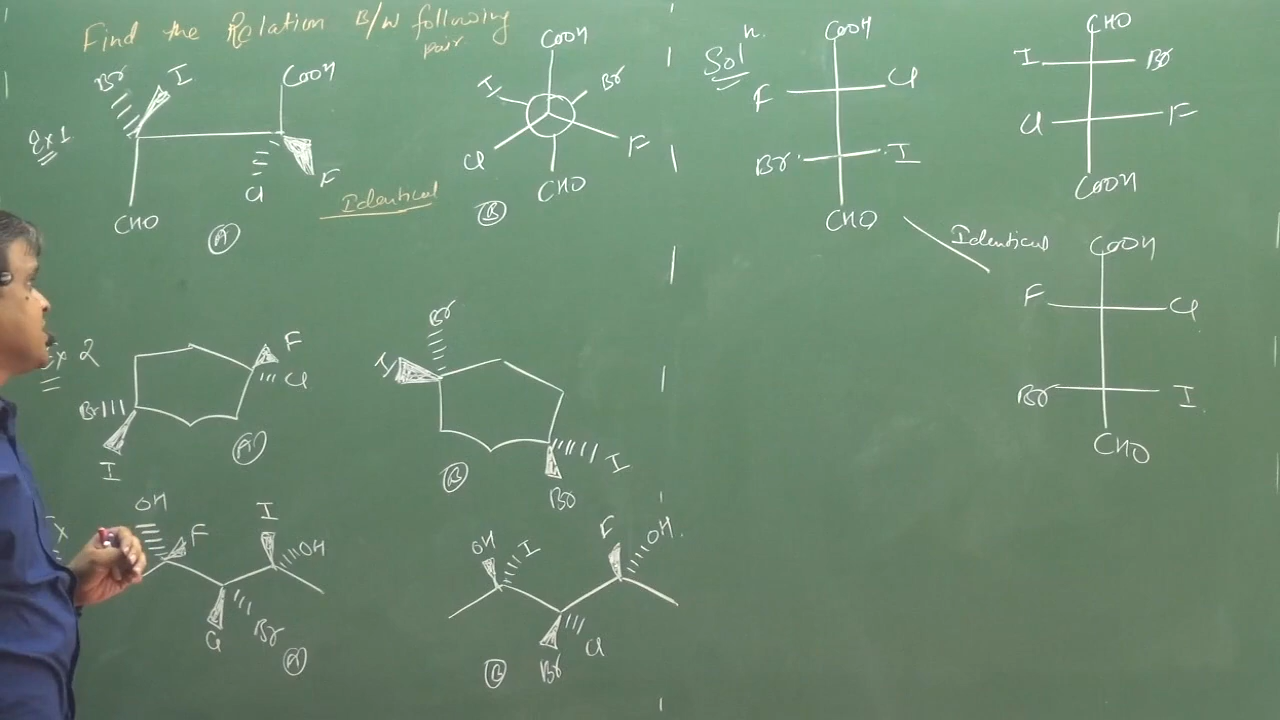 Find the Relation B/w following
pair.
Ex 1
Br
I
COOH
CHO
Cl
F
A
Identical
COOH
I
Br
Cl
F
CHO
B
Soln.
COOH
F
Cl
Br
I
CHO
CHO
I
Br
Cl
F
COOH
Identical
COOH
F
Cl
Br
I
CHO
Ex 2
F
Cl
Br
I
A
Br
I
I
Br
B
OH
F
I
OH
Cl
Br
A
OH
I
F
OH
Br
Cl
B